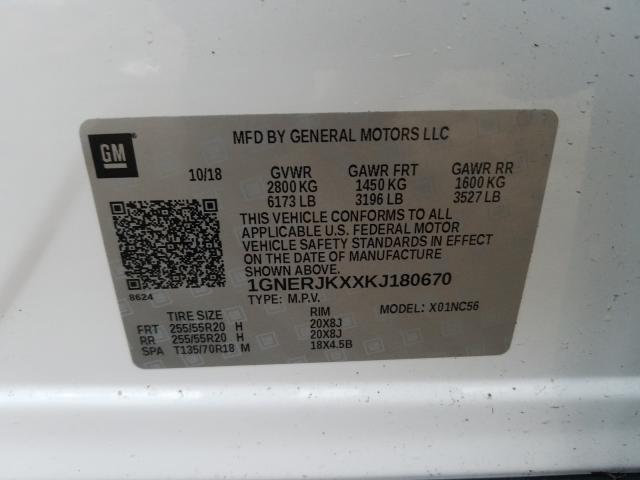 GM
MFD BY GENERAL MOTORS LLC
10/18 GVWR GAWR FRT GAWR RR
2800 KG 1450 KG 1600 KG
6173 LB 3196 LB 3527 LB
THIS VEHICLE CONFORMS TO ALL
APPLICABLE U.S. FEDERAL MOTOR
VEHICLE SAFETY STANDARDS IN EFFECT
ON THE DATE OF MANUFACTURE
SHOWN ABOVE.
8624
1GNERJKXXKJ180670
TYPE: M.P.V. MODEL: X01NC56
TIRE SIZE RIM
FRT 255/55R20 H 20X8J
RR 255/55R20 H 20X8J
SPA T135/70R18 M 18X4.5B